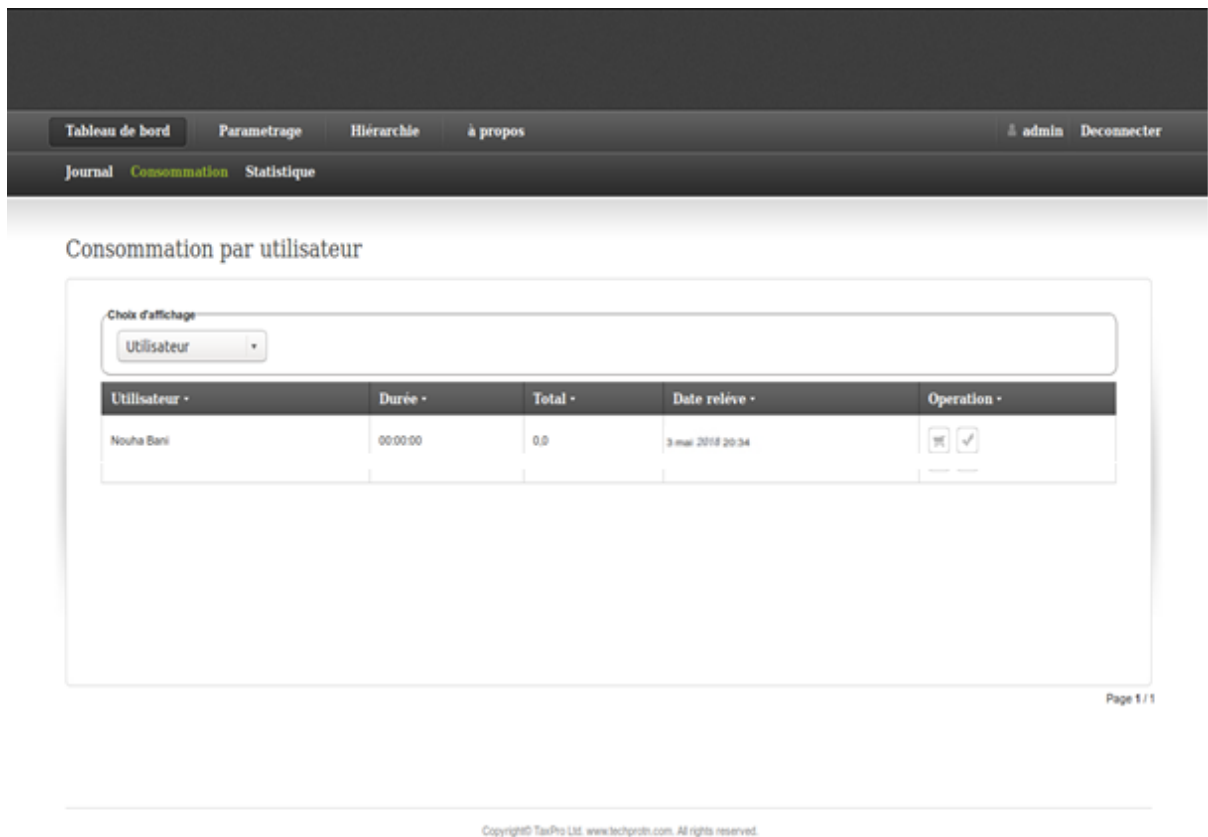 Tableau de bord Parametrage Hiérarchie à propos admin Deconnecter
Journal Consommation Statistique
Consommation par utilisateur
Choix d'affichage
Utilisateur
Utilisateur Durée Total Date reléve Operation
Nouha Bani 00:00:00 0,0 3 mai 2018 20:34
Page 1 / 1
Copyright© TaxPro Ltd. www.techprotn.com. All rights reserved.